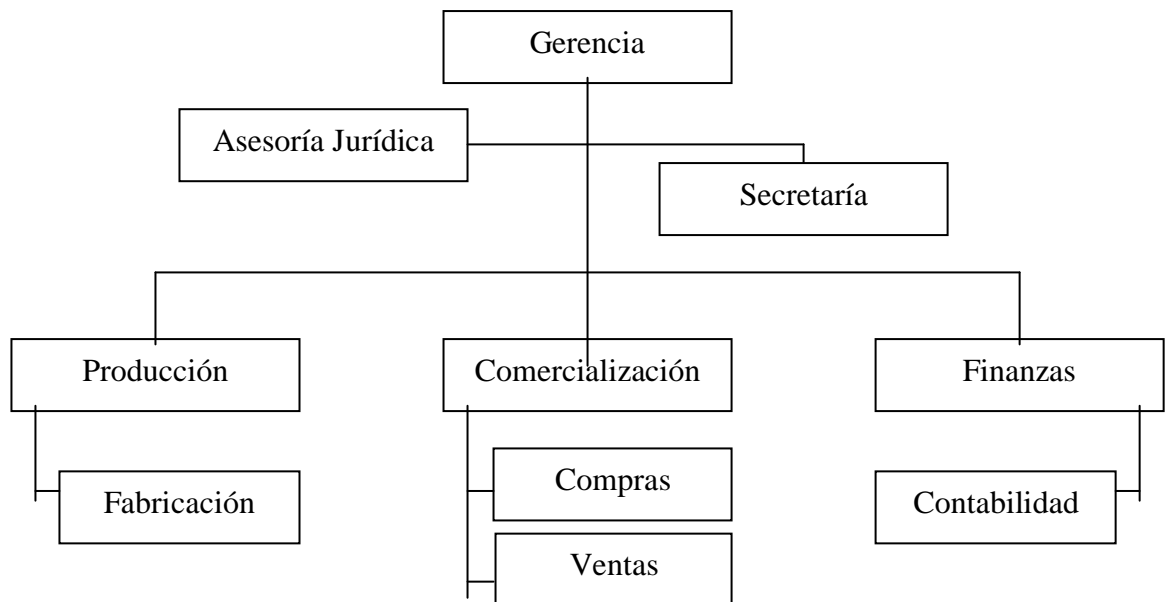 Gerencia
Asesoría Jurídica
Secretaría
Producción
Comercialización
Finanzas
Fabricación
Compras
Contabilidad
Ventas